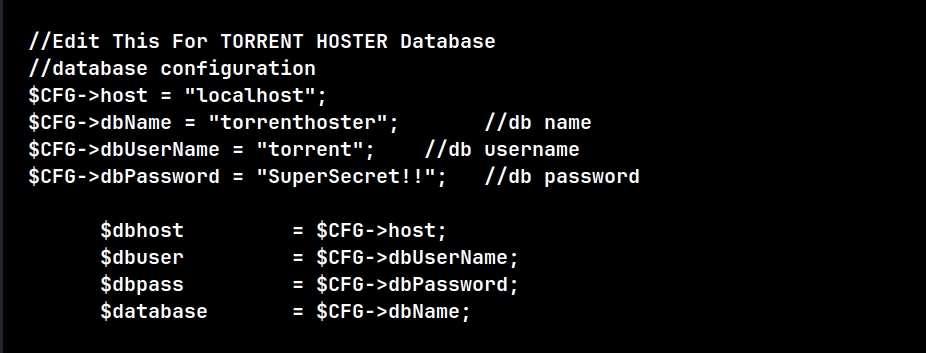 //Edit This For TORRENT HOSTER Database
//database configuration
$CFG->host = "localhost";
$CFG->dbName = "torrenthoster";       //db name
$CFG->dbUserName = "torrent";    //db username
$CFG->dbPassword = "SuperSecret!!";   //db password
      $dbhost         = $CFG->host;
      $dbuser         = $CFG->dbUserName;
      $dbpass         = $CFG->dbPassword;
      $database       = $CFG->dbName;